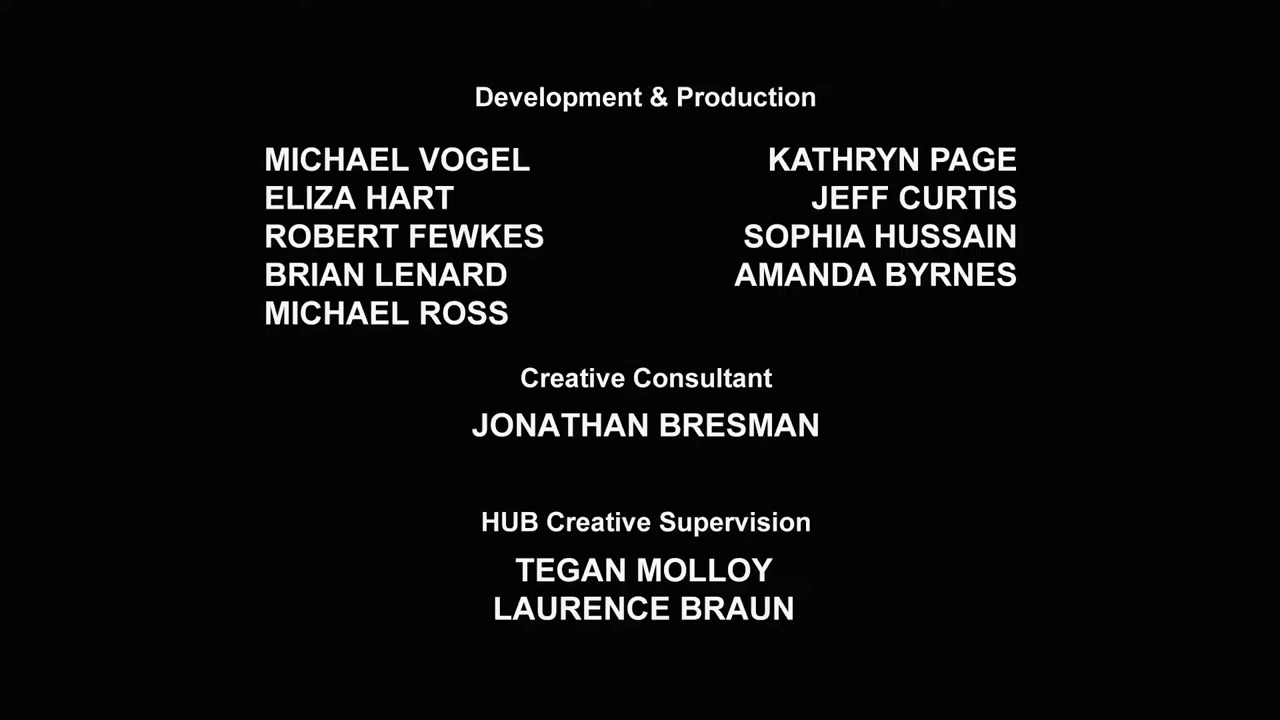 Development & Production
MICHAEL VOGEL KATHRYN PAGE
ELIZA HART JEFF CURTIS
ROBERT FEWKES SOPHIA HUSSAIN
BRIAN LENARD AMANDA BYRNES
MICHAEL ROSS
Creative Consultant
JONATHAN BRESMAN
HUB Creative Supervision
TEGAN MOLLOY
LAURENCE BRAUN